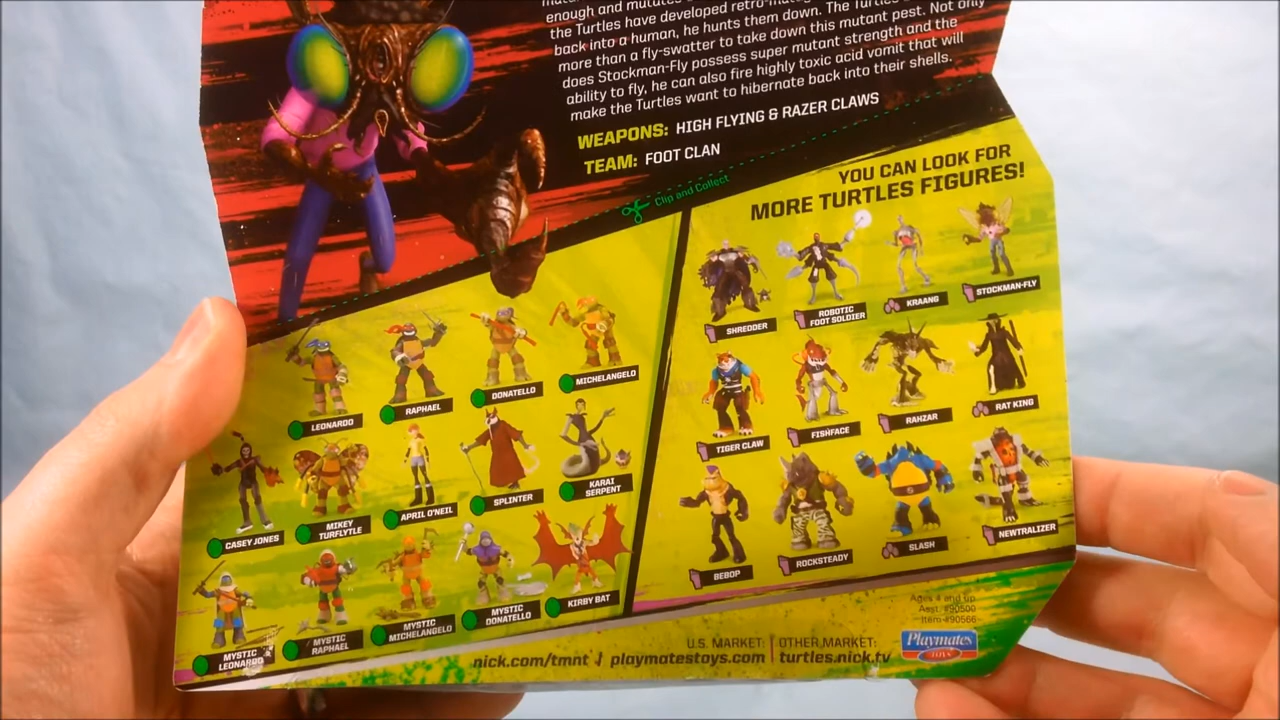 enough and mutates
the Turtles have developed
back into a human, he hunts them down. The Turtles
more than a fly-swatter to take down this mutant pest. Not only
does Stockman-Fly possess super mutant strength and the
ability to fly, he can also fire highly toxic acid vomit that will
make the Turtles want to hibernate back into their shells.
WEAPONS: HIGH FLYING & RAZER CLAWS
TEAM: FOOT CLAN
Clip and Collect
YOU CAN LOOK FOR
MORE TURTLES FIGURES!
LEONARDO
RAPHAEL
DONATELLO
MICHELANGELO
CASEY JONES
MIKEY
TURFLYTLE
APRIL O'NEIL
SPLINTER
KARAI
SERPENT
MYSTIC
LEONARDO
MYSTIC
RAPHAEL
MYSTIC
MICHELANGELO
MYSTIC
DONATELLO
KIRBY BAT
SHREDDER
ROBOTIC
FOOT SOLDIER
KRAANG
STOCKMAN-FLY
TIGER CLAW
FISHFACE
RAHZAR
RAT KING
BEBOP
ROCKSTEADY
SLASH
NEWTRALIZER
Ages 4 and up
Asst. #90500
Item #90566
U.S. MARKET:
nick.com/tmnt / playmatestoys.com
OTHER MARKET:
turtles.nick.tv
Playmates
TOYS